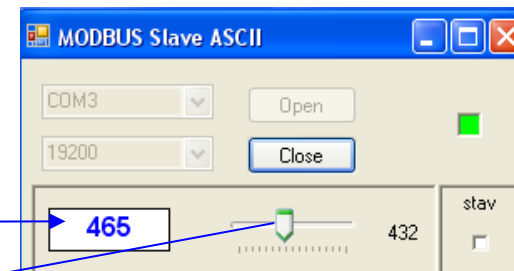 MODBUS Slave ASCII
COM3
Open
19200
Close
465
432
stav